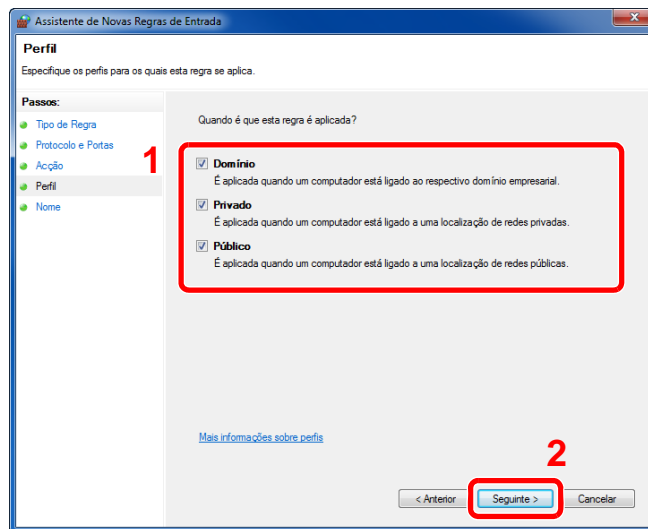 Assistente de Novas Regras de Entrada
Perfil
Especifique os perfis para os quais esta regra se aplica.
Passos:
Tipo de Regra
Protocolo e Portas
Acção
Perfil
Nome
Quando é que esta regra é aplicada?
1
Domínio
É aplicada quando um computador está ligado ao respectivo domínio empresarial.
Privado
É aplicada quando um computador está ligado a uma localização de redes privadas.
Público
É aplicada quando um computador está ligado a uma localização de redes públicas.
Mais informações sobre perfis
2
< Anterior
Seguinte >
Cancelar